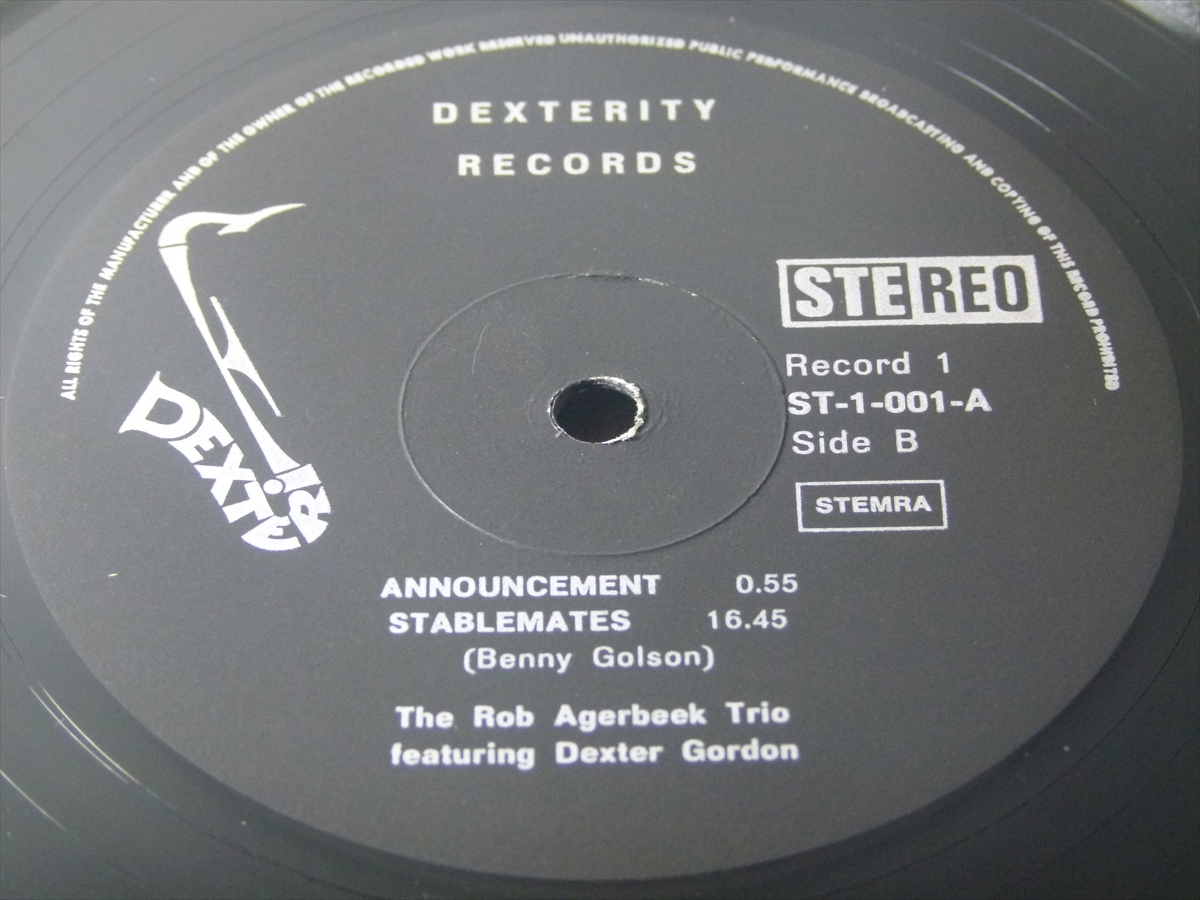 ALL RIGHTS OF THE MANUFACTURER AND OF THE OWNER OF THE RECORDED WORK RESERVED UNAUTHORIZED PUBLIC PERFORMANCE BROADCASTING AND COPYING OF THIS RECORD PROHIBITED
DEXTERITY
RECORDS
DEXTER
STEREO
Record 1
ST-1-001-A
Side B
STEMRA
ANNOUNCEMENT 0.55
STABLEMATES 16.45
(Benny Golson)
The Rob Agerbeek Trio
featuring Dexter Gordon